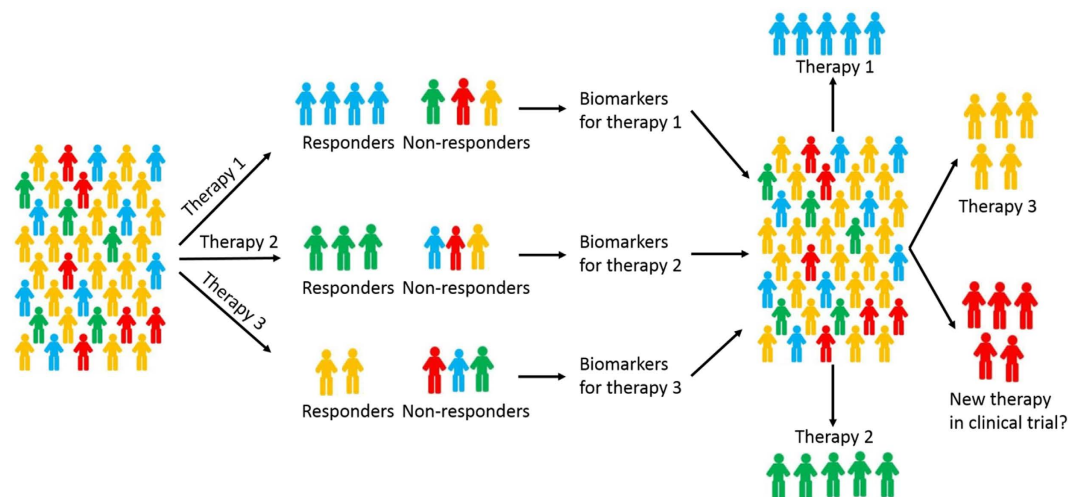 Therapy 1
Therapy 2
Therapy 3
Responders Non-responders
Biomarkers
for therapy 1
Responders Non-responders
Biomarkers
for therapy 2
Responders Non-responders
Biomarkers
for therapy 3
Therapy 1
Therapy 3
New therapy
in clinical trial?
Therapy 2